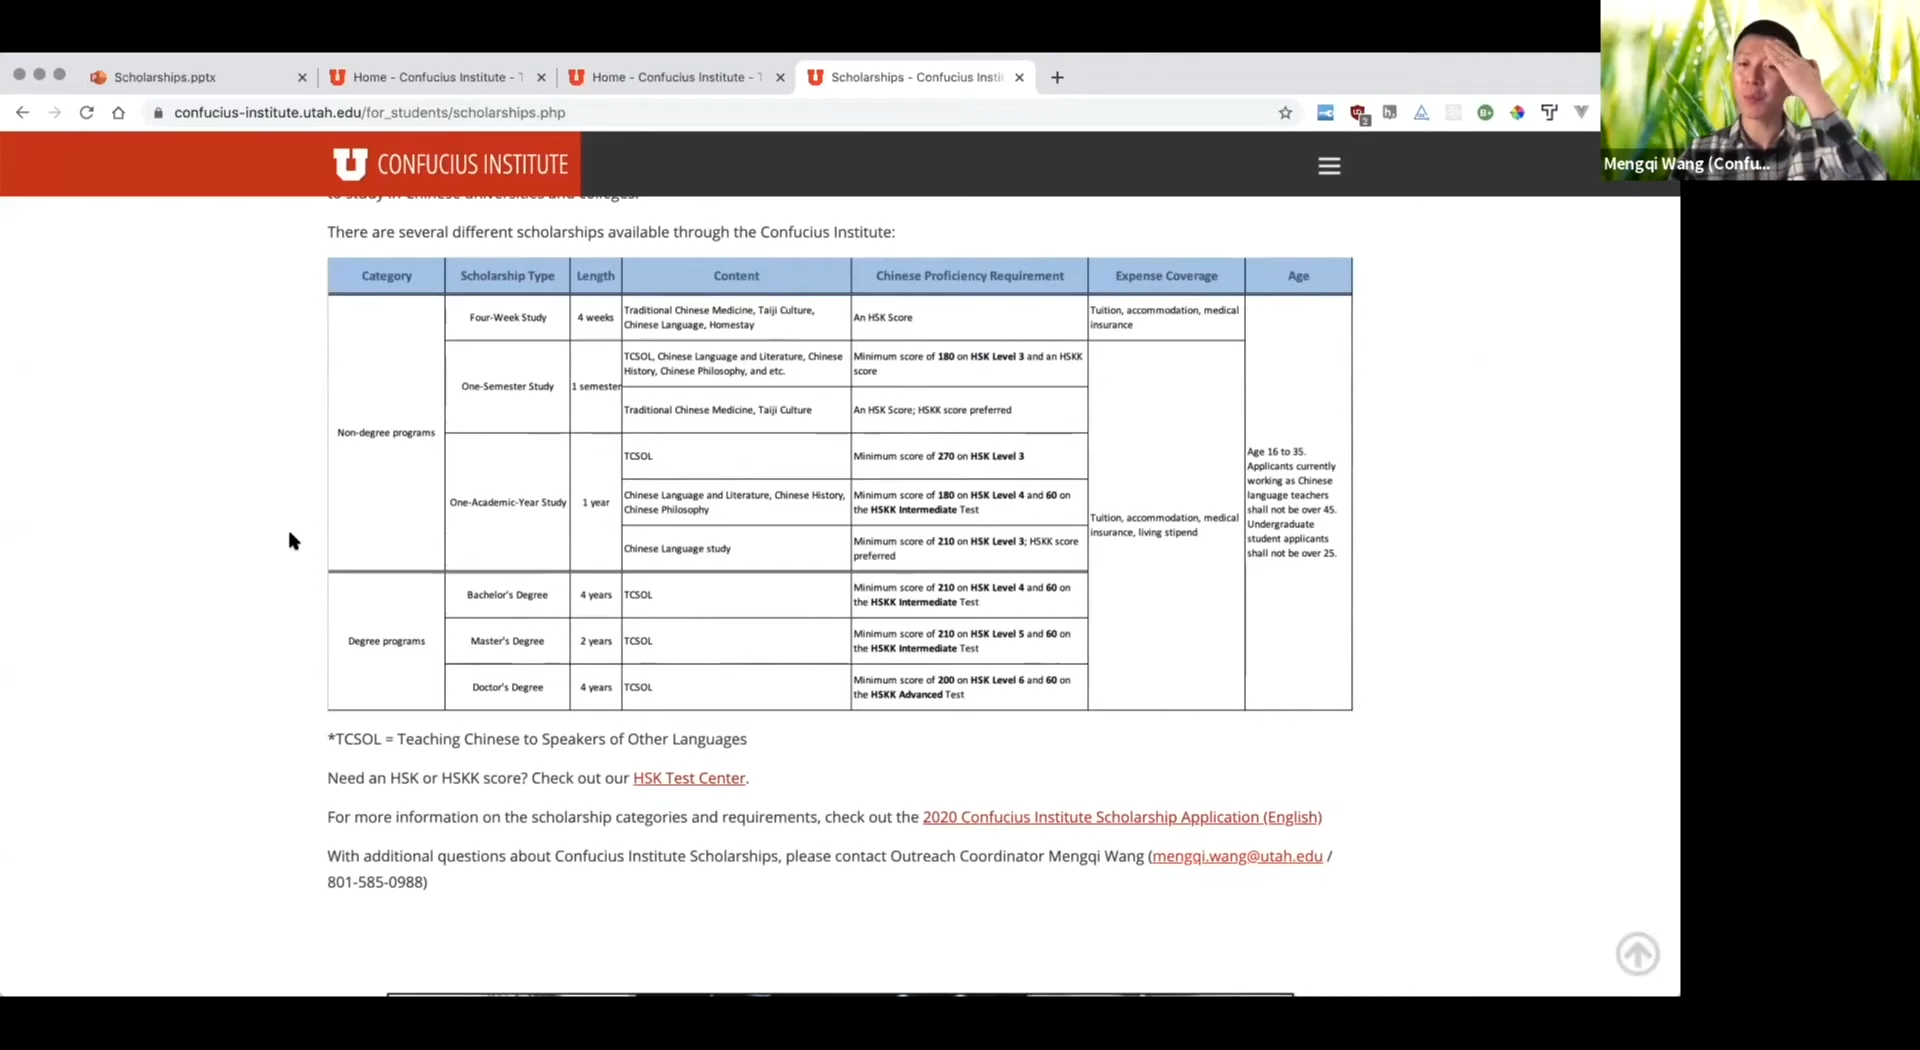 Scholarships.pptx
Home - Confucius Institute - T
Home - Confucius Institute - T
Scholarships - Confucius Insti
confucius-institute.utah.edu/for_students/scholarships.php
Mengqi Wang (Confu...
U CONFUCIUS INSTITUTE
to study in Chinese universities and colleges.
There are several different scholarships available through the Confucius Institute:
Category Scholarship Type Length Content Chinese Proficiency Requirement Expense Coverage Age
Non-degree programs
Four-Week Study
4 weeks
Traditional Chinese Medicine, Taiji Culture,
Chinese Language, Homestay
An HSK Score
Tuition, accommodation, medical
insurance
One-Semester Study
1 semester
TCSOL, Chinese Language and Literature, Chinese
History, Chinese Philosophy, and etc.
Minimum score of 180 on HSK Level 3 and an HSKK
score
Traditional Chinese Medicine, Taiji Culture
An HSK Score; HSKK score preferred
One-Academic-Year Study
1 year
TCSOL
Minimum score of 270 on HSK Level 3
Chinese Language and Literature, Chinese History,
Chinese Philosophy
Minimum score of 180 on HSK Level 4 and 60 on
the HSKK Intermediate Test
Chinese Language study
Minimum score of 210 on HSK Level 3; HSKK score
preferred
Tuition, accommodation, medical
insurance, living stipend
Age 16 to 35.
Applicants currently
working as Chinese
language teachers
shall not be over 45.
Undergraduate
student applicants
shall not be over 25.
Degree programs
Bachelor's Degree
4 years
TCSOL
Minimum score of 210 on HSK Level 4 and 60 on
the HSKK Intermediate Test
Master's Degree
2 years
TCSOL
Minimum score of 210 on HSK Level 5 and 60 on
the HSKK Intermediate Test
Doctor's Degree
4 years
TCSOL
Minimum score of 200 on HSK Level 6 and 60 on
the HSKK Advanced Test
*TCSOL = Teaching Chinese to Speakers of Other Languages
Need an HSK or HSKK score? Check out our HSK Test Center.
For more information on the scholarship categories and requirements, check out the 2020 Confucius Institute Scholarship Application (English)
With additional questions about Confucius Institute Scholarships, please contact Outreach Coordinator Mengqi Wang (mengqi.wang@utah.edu /
801-585-0988)